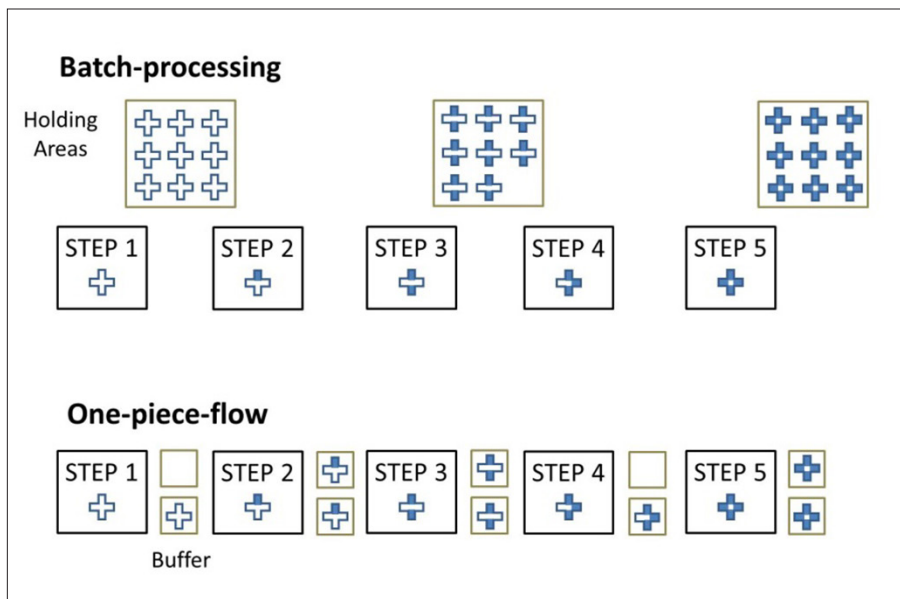 Batch-processing
Holding
Areas
STEP 1
STEP 2
STEP 3
STEP 4
STEP 5
One-piece-flow
STEP 1
STEP 2
STEP 3
STEP 4
STEP 5
Buffer